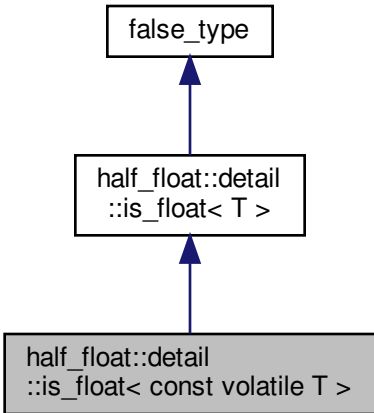 false_type
half_float::detail
::is_float< T >
half_float::detail
::is_float< const volatile T >